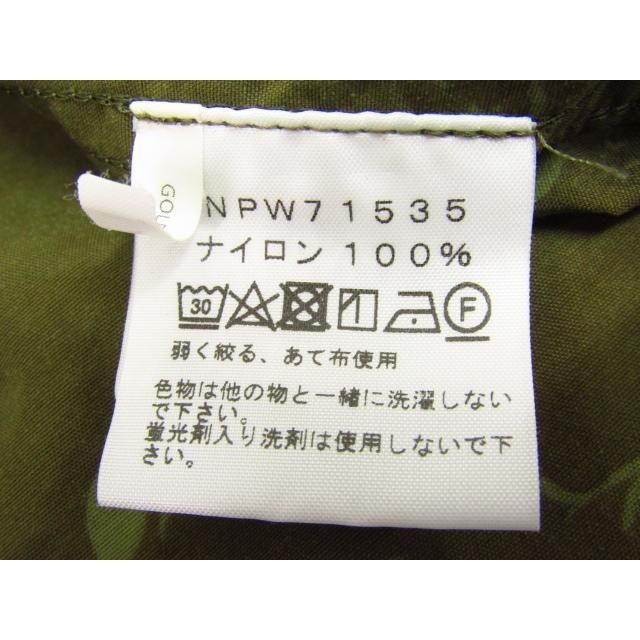 GOL
NPW71535
ナイロン100%
30 F
弱く絞る、あて布使用
色物は他の物と一緒に洗濯しない
で下さい。
蛍光剤入り洗剤は使用しないで下
さい。